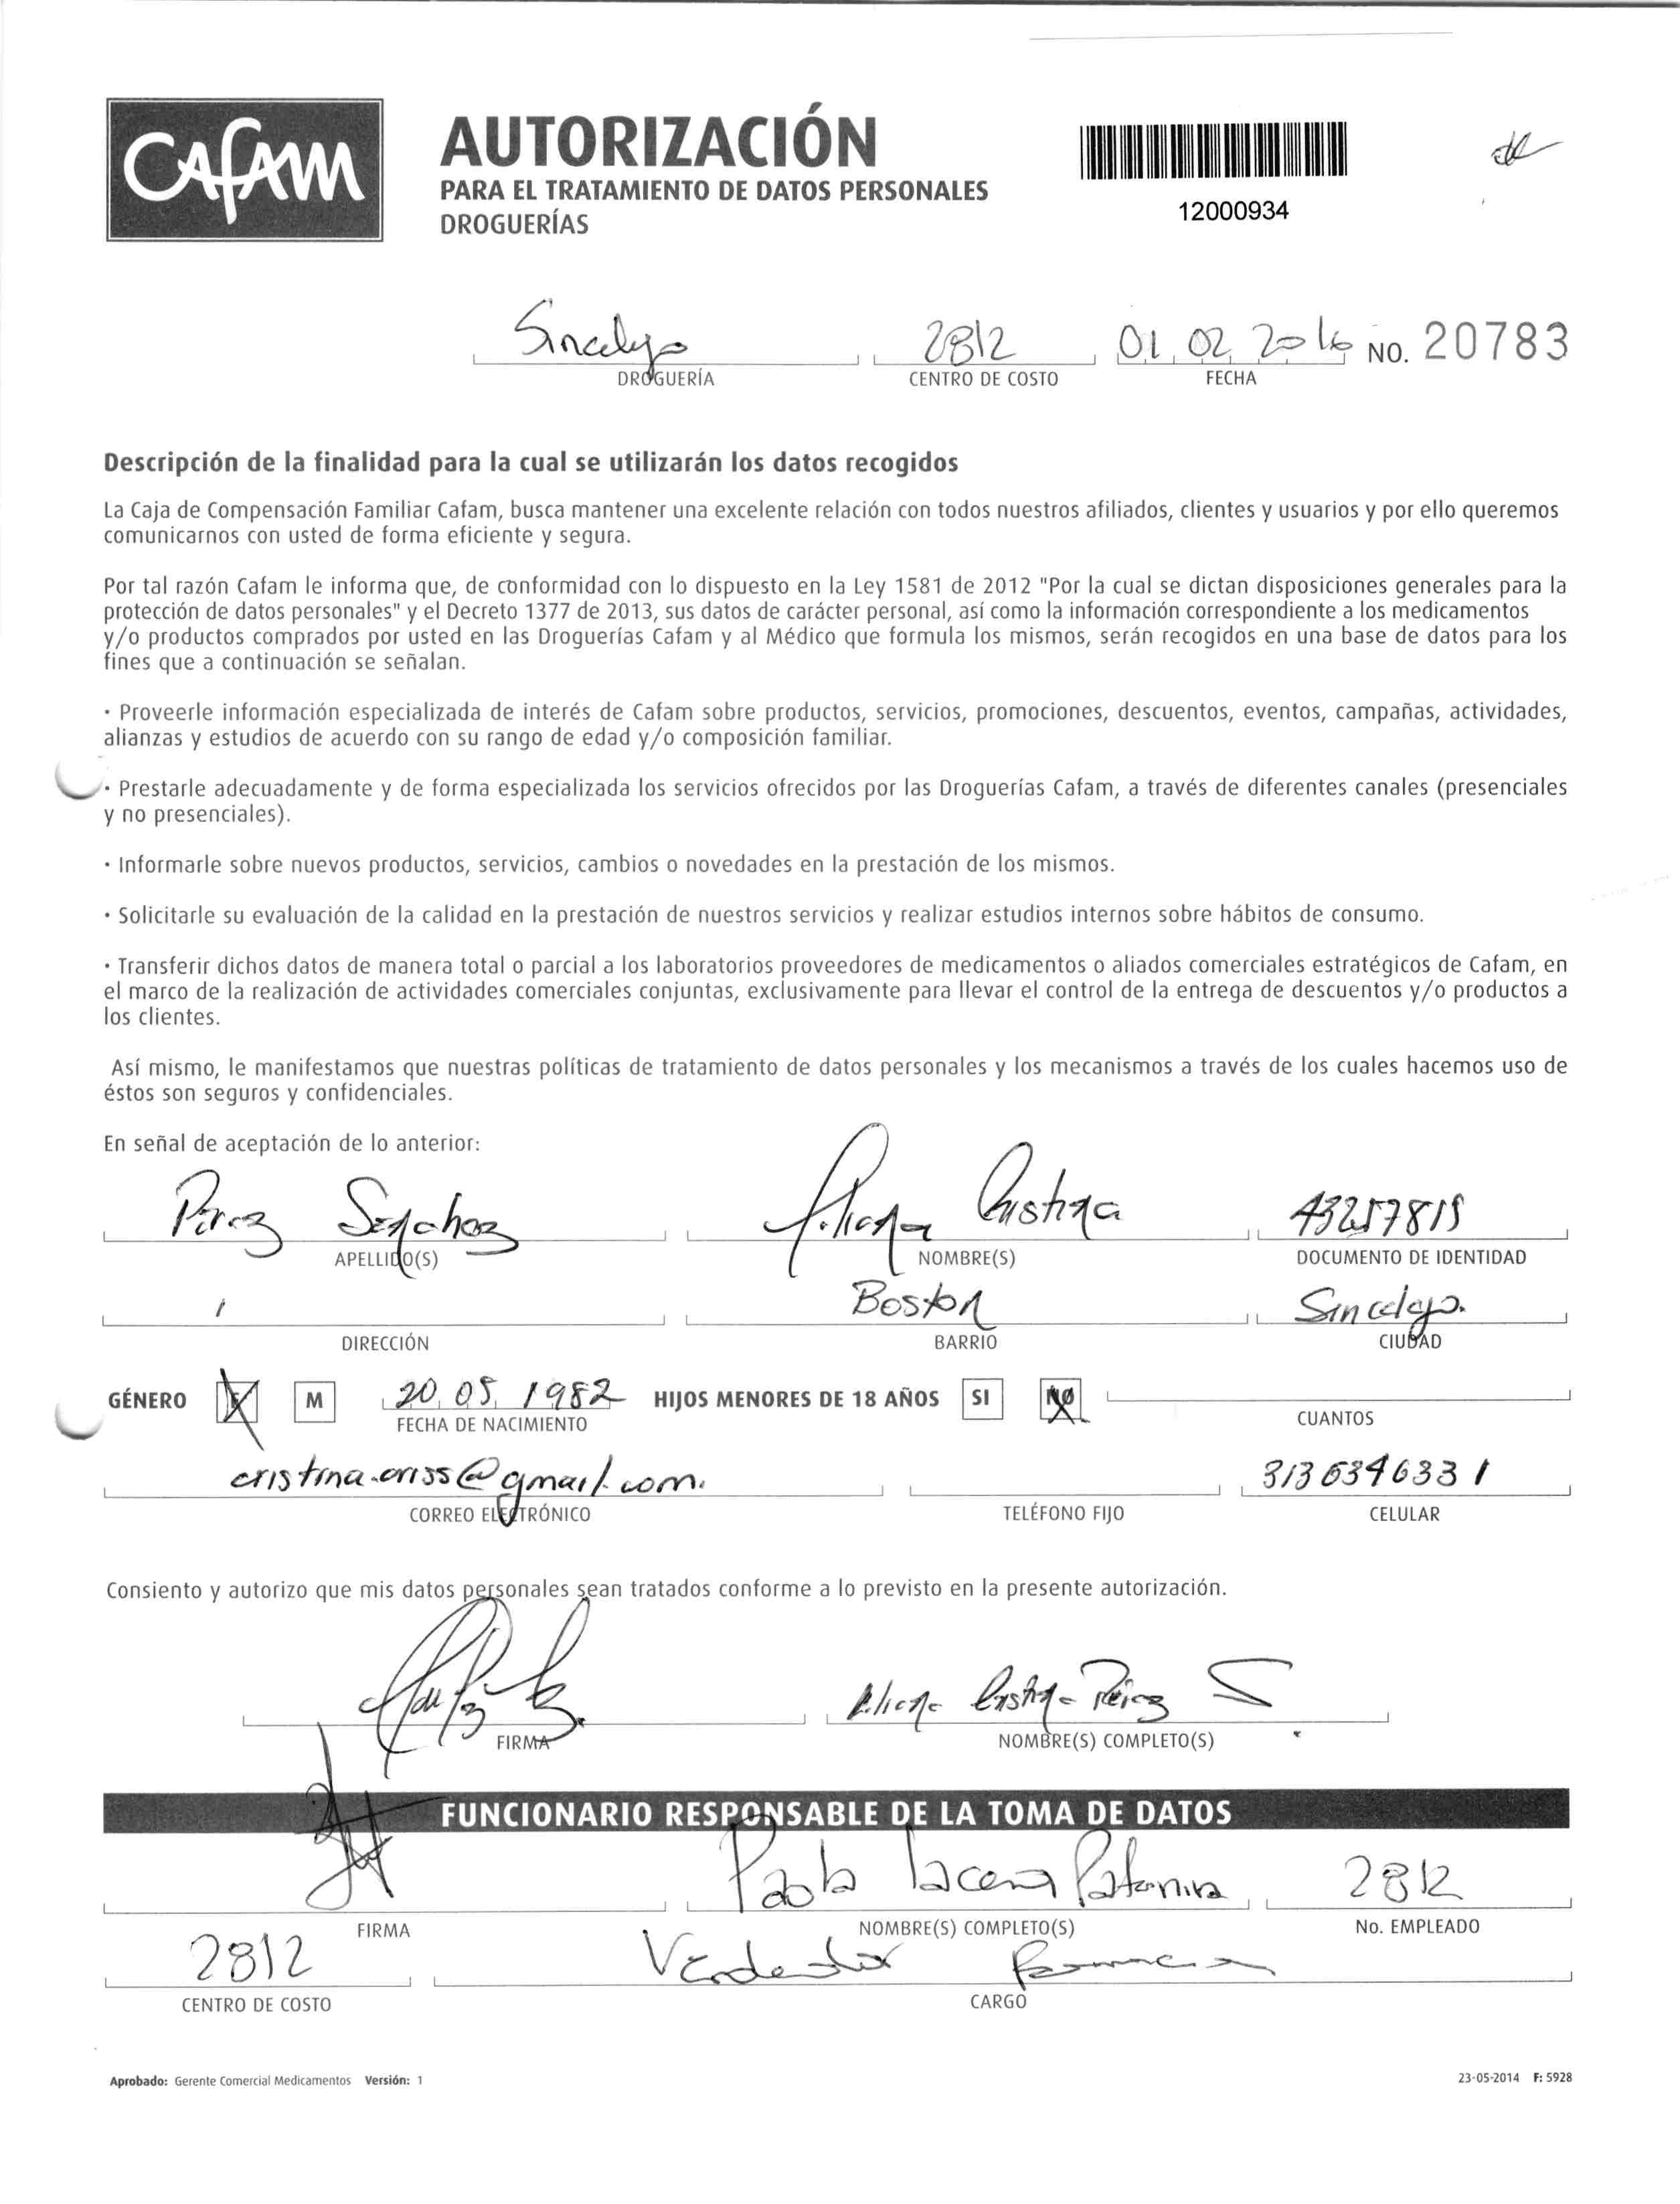 CAFAM
AUTORIZACIÓN
PARA EL TRATAMIENTO DE DATOS PERSONALES
DROGUERÍAS
12000934
Sincelejo 2812 01 02 2016 No. 20783
DROGUERÍA CENTRO DE COSTO FECHA
Descripción de la finalidad para la cual se utilizarán los datos recogidos
La Caja de Compensación Familiar Cafam, busca mantener una excelente relación con todos nuestros afiliados, clientes y usuarios y por ello queremos
comunicarnos con usted de forma eficiente y segura.
Por tal razón Cafam le informa que, de conformidad con lo dispuesto en la Ley 1581 de 2012 "Por la cual se dictan disposiciones generales para la
protección de datos personales" y el Decreto 1377 de 2013, sus datos de carácter personal, así como la información correspondiente a los medicamentos
y/o productos comprados por usted en las Droguerías Cafam y al Médico que formula los mismos, serán recogidos en una base de datos para los
fines que a continuación se señalan.
· Proveerle información especializada de interés de Cafam sobre productos, servicios, promociones, descuentos, eventos, campañas, actividades,
alianzas y estudios de acuerdo con su rango de edad y/o composición familiar.
· Prestarle adecuadamente y de forma especializada los servicios ofrecidos por las Droguerías Cafam, a través de diferentes canales (presenciales
y no presenciales).
· Informarle sobre nuevos productos, servicios, cambios o novedades en la prestación de los mismos.
· Solicitarle su evaluación de la calidad en la prestación de nuestros servicios y realizar estudios internos sobre hábitos de consumo.
· Transferir dichos datos de manera total o parcial a los laboratorios proveedores de medicamentos o aliados comerciales estratégicos de Cafam, en
el marco de la realización de actividades comerciales conjuntas, exclusivamente para llevar el control de la entrega de descuentos y/o productos a
los clientes.
Así mismo, le manifestamos que nuestras políticas de tratamiento de datos personales y los mecanismos a través de los cuales hacemos uso de
éstos son seguros y confidenciales.
En señal de aceptación de lo anterior:
Pérez Sánchez Cristina 43257819
APELLIDO(S) NOMBRE(S) DOCUMENTO DE IDENTIDAD
Boston Sincelejo.
DIRECCIÓN BARRIO CIUDAD
GÉNERO F M 20 05 1982 HIJOS MENORES DE 18 AÑOS SI NO
FECHA DE NACIMIENTO CUANTOS
cristina.criss@gmail.com. 3136346331
CORREO ELECTRÓNICO TELÉFONO FIJO CELULAR
Consiento y autorizo que mis datos personales sean tratados conforme a lo previsto en la presente autorización.
Cristina Pérez S
FIRMA NOMBRE(S) COMPLETO(S)
FUNCIONARIO RESPONSABLE DE LA TOMA DE DATOS
Paola Paternina 2812
FIRMA NOMBRE(S) COMPLETO(S) No. EMPLEADO
2812 Vendedor Farmacia
CENTRO DE COSTO CARGO
Aprobado: Gerente Comercial Medicamentos Versión: 1 23-05-2014 F: 5928